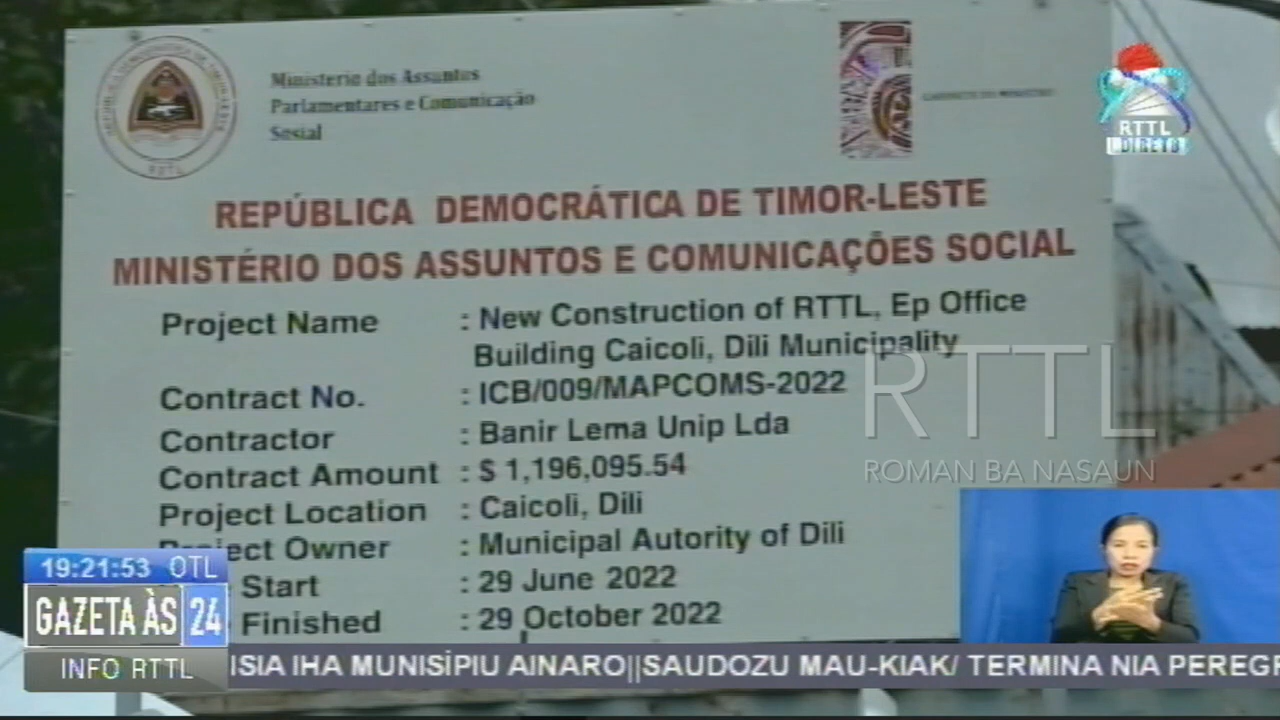 Ministerio dos Assuntos
Parlamentares e Comunicação
Sosial
GABINETE DO MINISTRO
RTTL
DIRETO
REPÚBLICA DEMOCRÁTICA DE TIMOR-LESTE
MINISTÉRIO DOS ASSUNTOS E COMUNICAÇÕES SOCIAL
Project Name : New Construction of RTTL, Ep Office
Building Caicoli, Dili Municipality
Contract No. : ICB/009/MAPCOMS-2022
Contractor : Banir Lema Unip Lda
Contract Amount : $ 1,196,095.54
Project Location : Caicoli, Dili
Project Owner : Municipal Autority of Dili
Start : 29 June 2022
Finished : 29 October 2022
RTTL
ROMAN BA NASAUN
19:21:53 OTL
GAZETA ÀS 24
INFO RTTL
ISIA IHA MUNISÍPIU AINARO||SAUDOZU MAU-KIAK/ TERMINA NIA PEREGR